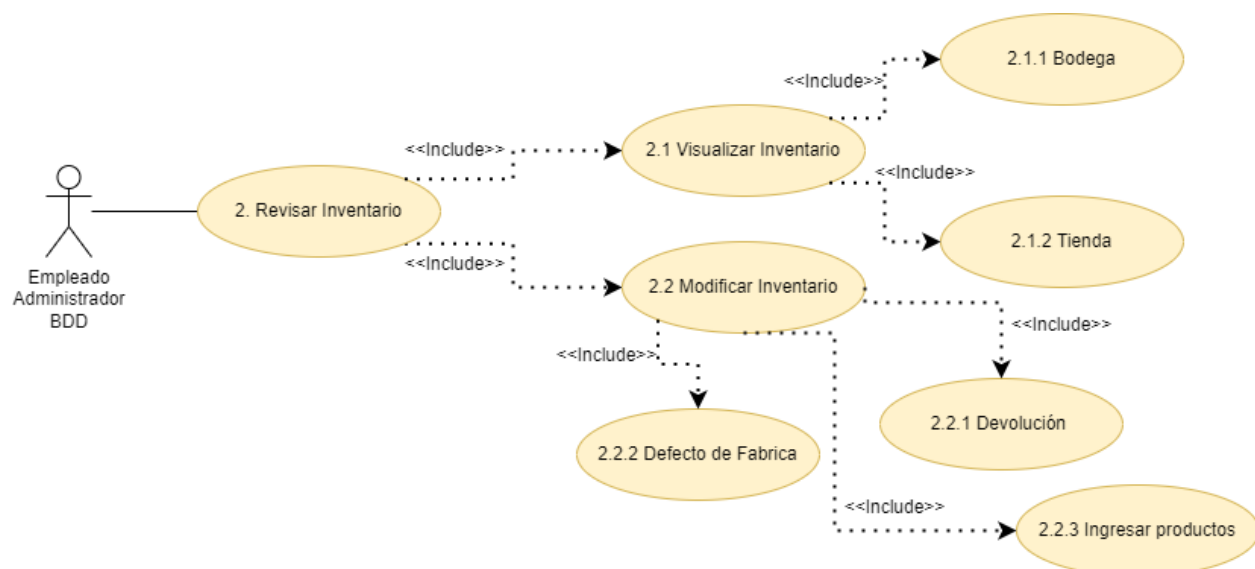 2.1.1 Bodega
<<Include>>
<<Include>>
2.1 Visualizar Inventario
<<Include>>
2. Revisar Inventario
2.1.2 Tienda
<<Include>>
Empleado
Administrador
BDD
2.2 Modificar Inventario
<<Include>>
<<Include>>
2.2.1 Devolución
2.2.2 Defecto de Fabrica
<<Include>>
2.2.3 Ingresar productos